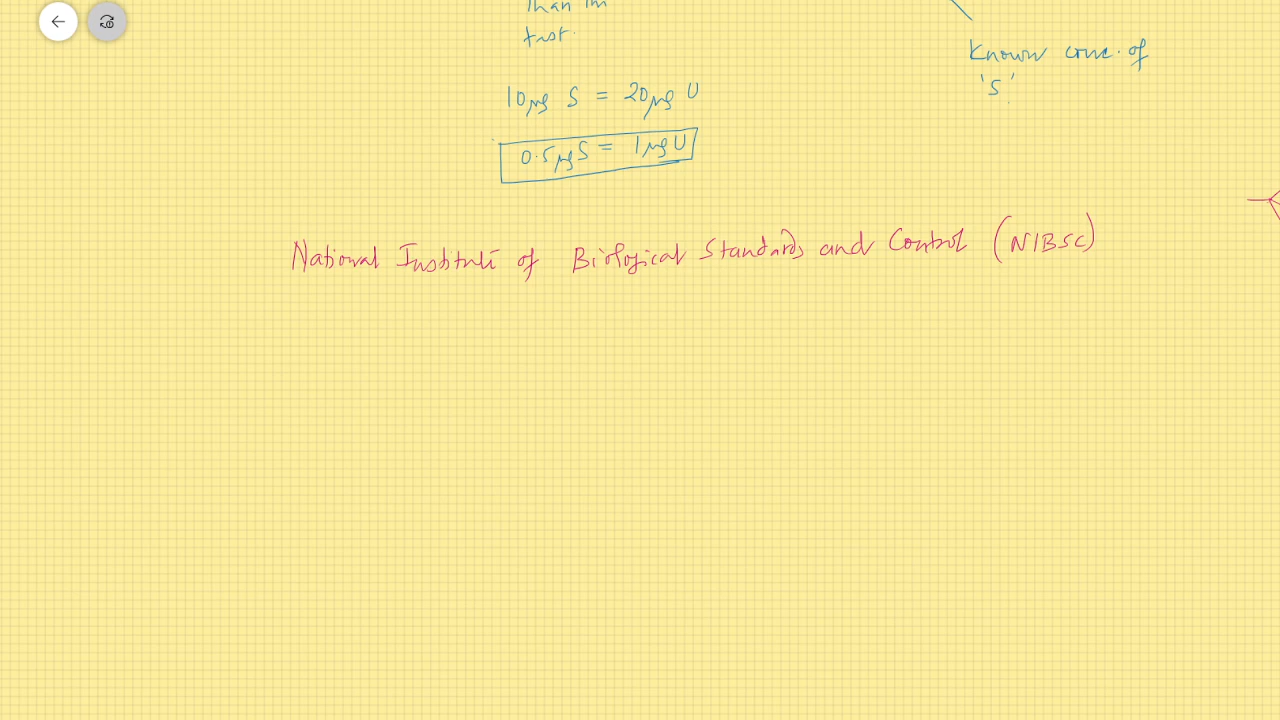 Than in
test.
Known conc. of
'S'
10µg S = 20µg U
0.5µg S = 1µg U
National Institute of Biological Standards and Control (NIBSC)